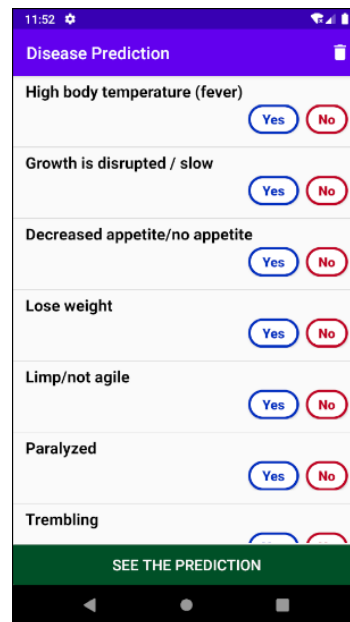 11:52
Disease Prediction
High body temperature (fever)
Yes No
Growth is disrupted / slow
Yes No
Decreased appetite/no appetite
Yes No
Lose weight
Yes No
Limp/not agile
Yes No
Paralyzed
Yes No
Trembling
SEE THE PREDICTION